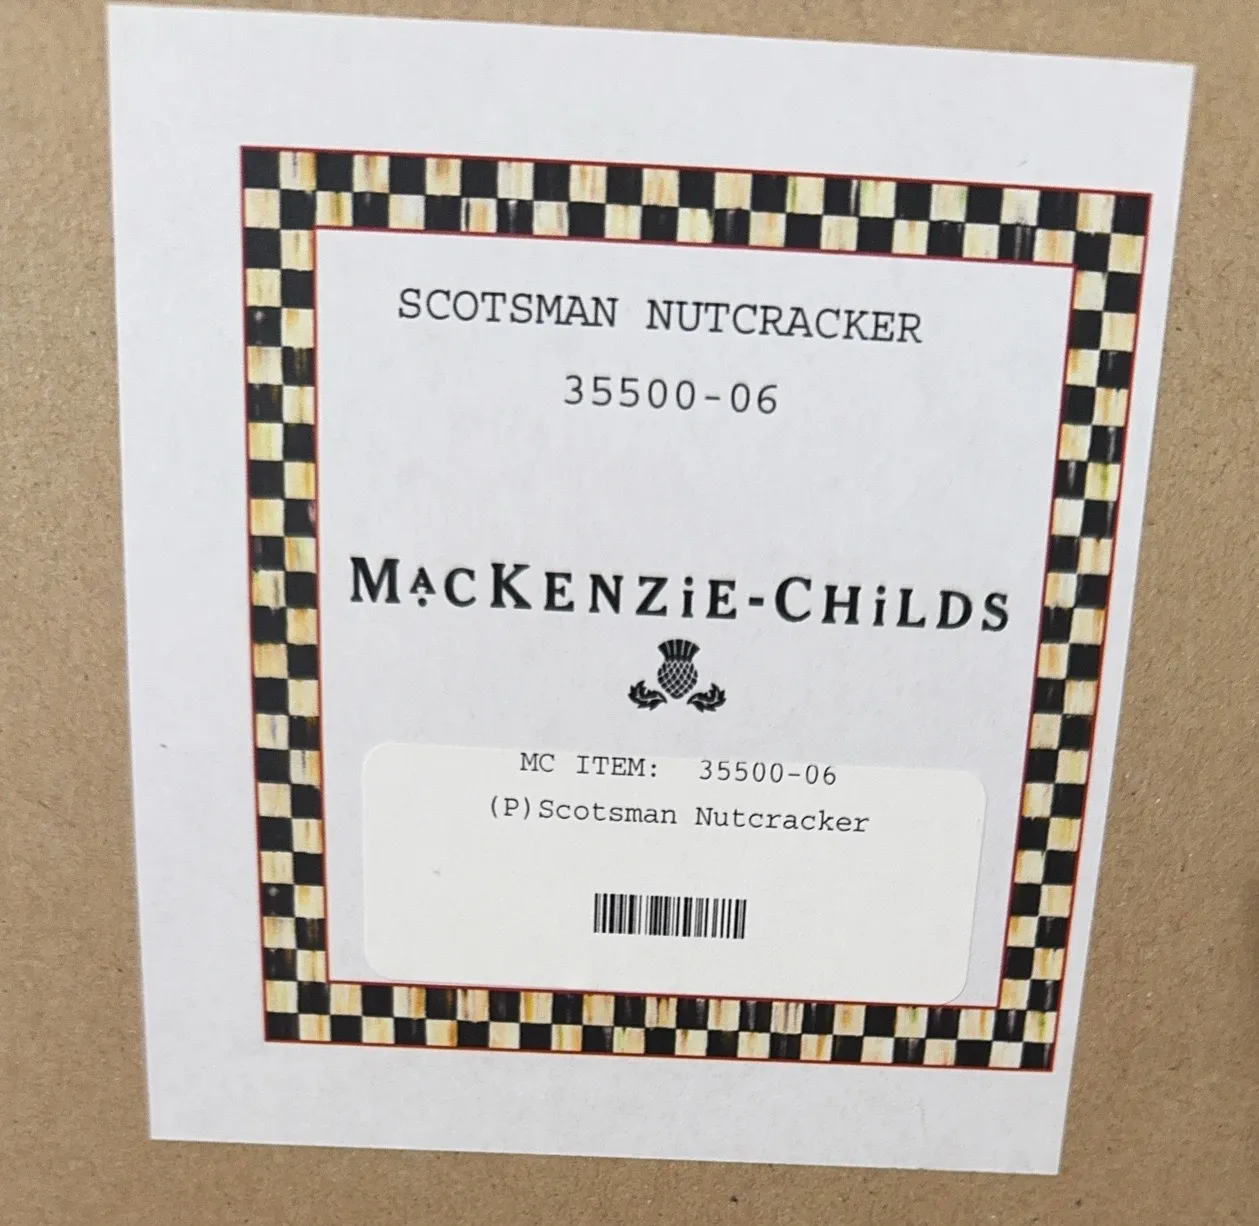 SCOTSMAN NUTCRACKER
35500-06
MACKENZiE-CHiLDS
MC ITEM: 35500-06
(P)Scotsman Nutcracker